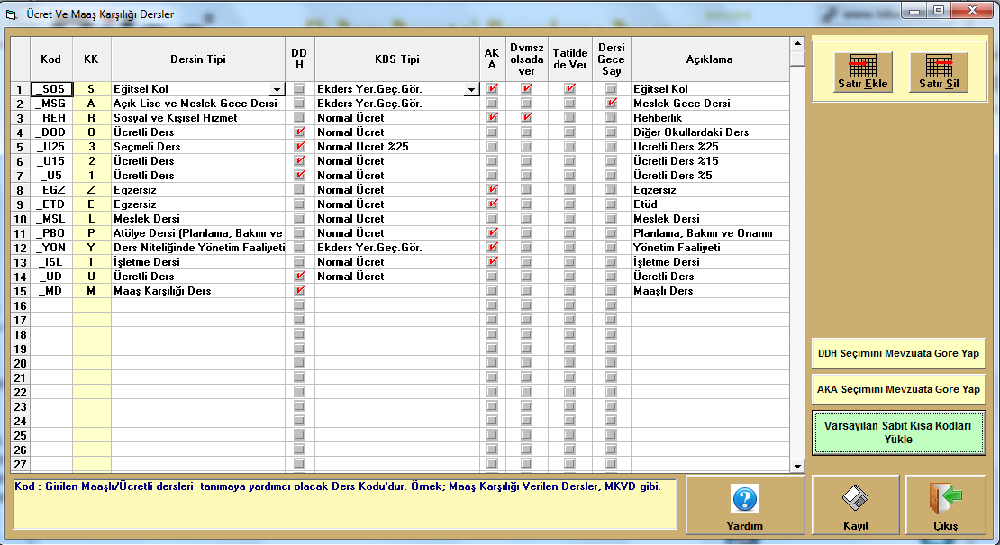 Ücret Ve Maaş Karşılığı Dersler
Kod KK Dersin Tipi DD H KBS Tipi AK A Dvmsz olsada ver Tatilde de Ver Dersi Gece Say Açıklama
1 _SOS S Eğitsel Kol Ekders Yer.Geç.Gör. Eğitsel Kol
2 _MSG A Açık Lise ve Meslek Gece Dersi Ekders Yer.Geç.Gör. Meslek Gece Dersi
3 _REH R Sosyal ve Kişisel Hizmet Normal Ücret Rehberlik
4 _DOD O Ücretli Ders Normal Ücret Diğer Okullardaki Ders
5 _U25 3 Seçmeli Ders Normal Ücret %25 Ücretli Ders %25
6 _U15 2 Ücretli Ders Normal Ücret Ücretli Ders %15
7 _U5 1 Ücretli Ders Normal Ücret Ücretli Ders %5
8 _EGZ Z Egzersiz Normal Ücret Egzersiz
9 _ETD E Egzersiz Normal Ücret Etüd
10 _MSL L Meslek Dersi Normal Ücret Meslek Dersi
11 _PBO P Atölye Dersi (Planlama, Bakım ve Normal Ücret Planlama, Bakım ve Onarım
12 _YON Y Ders Niteliğinde Yönetim Faaliyeti Ekders Yer.Geç.Gör. Yönetim Faaliyeti
13 _ISL I İşletme Dersi Normal Ücret İşletme Dersi
14 _UD U Ücretli Ders Normal Ücret Ücretli Ders
15 _MD M Maaş Karşılığı Ders Maaşlı Ders
16
17
18
19
20
21
22
23
24
25
26
27
Satır Ekle
Satır Sil
DDH Seçimini Mevzuata Göre Yap
AKA Seçimini Mevzuata Göre Yap
Varsayılan Sabit Kısa Kodları
Yükle
Kod : Girilen Maaşlı/Ücretli dersleri tanımaya yardımcı olacak Ders Kodu'dur. Örnek; Maaş Karşılığı Verilen Dersler, MKVD gibi.
Yardım
Kayıt
Çıkış